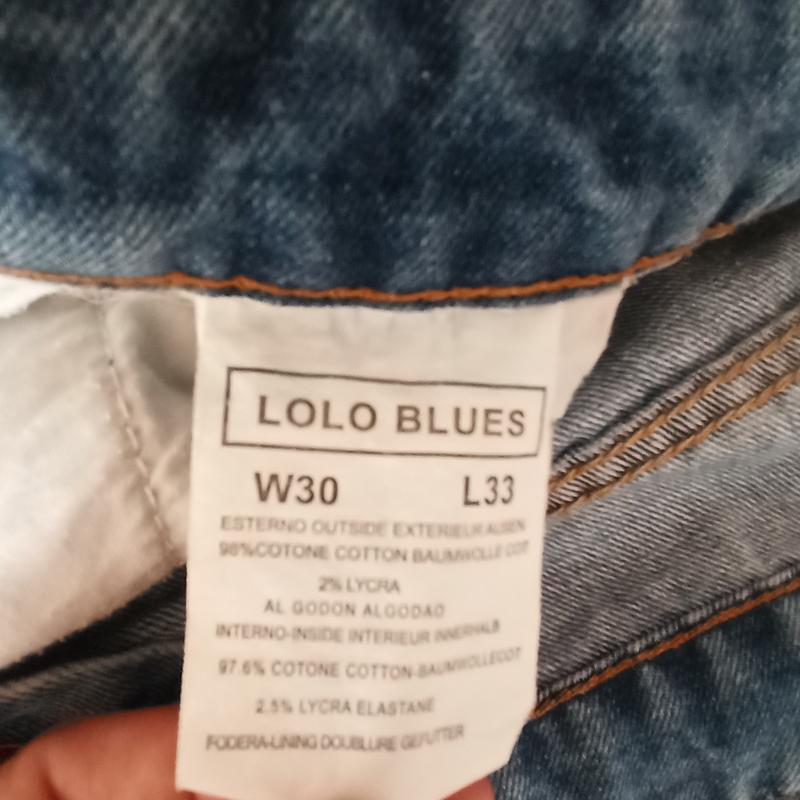 LOLO BLUES
W30 L33
ESTERNO OUTSIDE EXTERIEUR AUSEN
98%COTONE COTTON BAUMWOLLE COT
2% LYCRA
AL GODON ALGODAO
INTERNO-INSIDE INTERIEUR INNERHALB
97.6% COTONE COTTON-BAUMWOLLECOT
2.5% LYCRA ELASTANE
FODERA-LINING DOUBLURE GEFUTTER